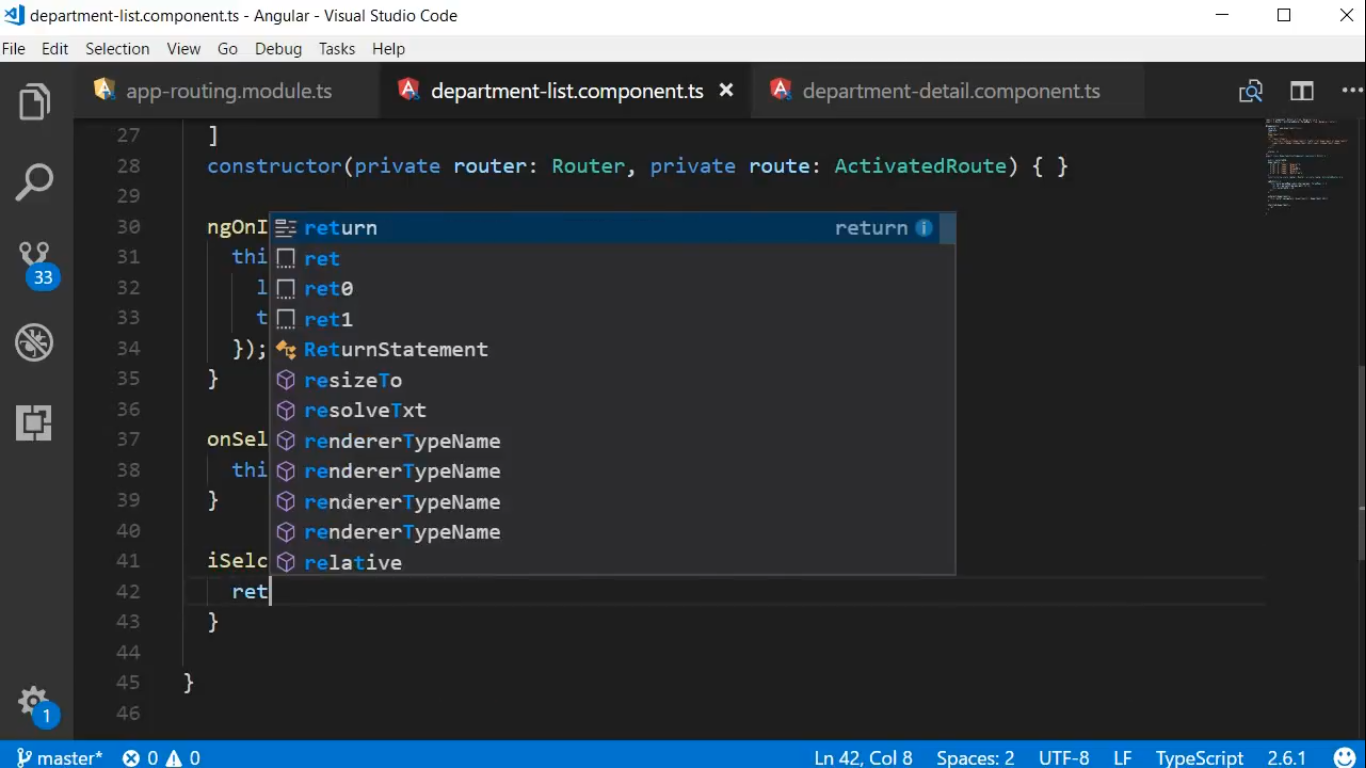 department-list.component.ts - Angular - Visual Studio Code
File Edit Selection View Go Debug Tasks Help
app-routing.module.ts department-list.component.ts × department-detail.component.ts ...
27 ]
28 constructor(private router: Router, private route: ActivatedRoute) { }
29
30 ngOnI return return
31 thi ret
32 l ret0
33 t ret1
34 }); ReturnStatement
35 } resizeTo
36 resolveTxt
37 onSel rendererTypeName
38 thi rendererTypeName
39 } rendererTypeName
40 rendererTypeName
41 iSelc relative
42 ret
43 }
44
45 }
46
33
1
master* 0 0 Ln 42, Col 8 Spaces: 2 UTF-8 LF TypeScript 2.6.1